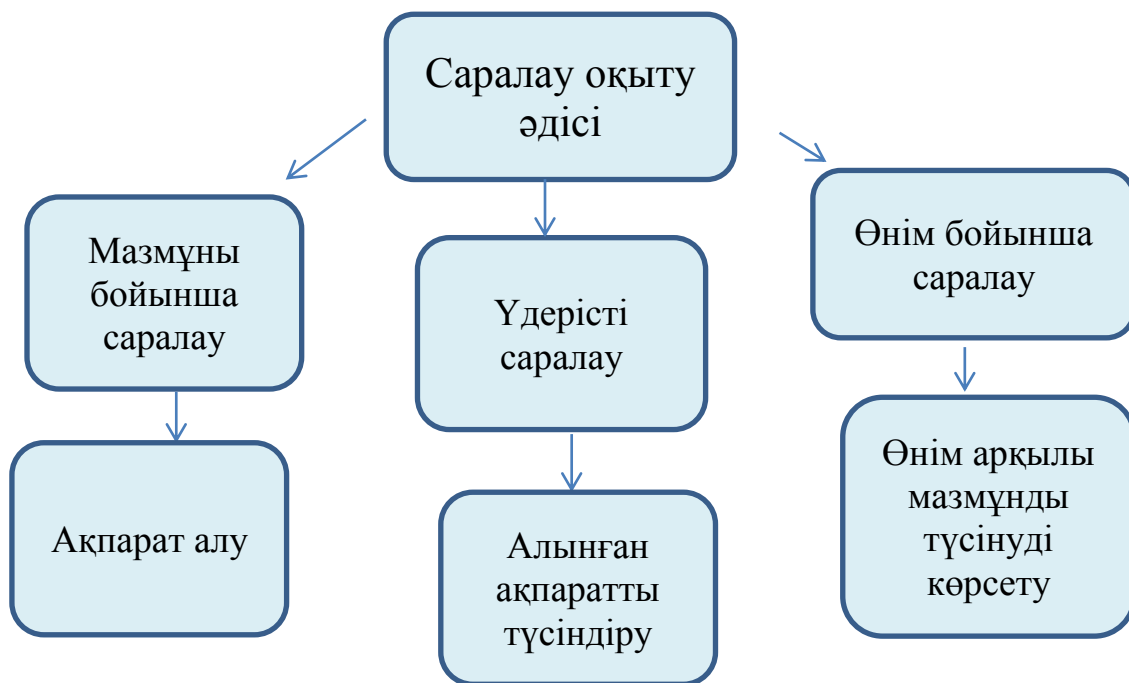 Саралау оқыту
әдісі
Мазмұны
бойынша
саралау
Үдерісті
саралау
Өнім бойынша
саралау
Ақпарат алу
Алынған
ақпаратты
түсіндіру
Өнім арқылы
мазмұнды
түсінуді
көрсету